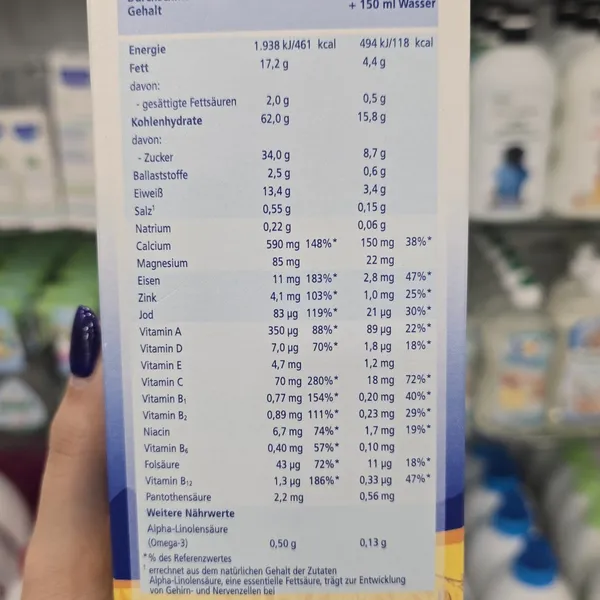 Gehalt
+ 150 ml Wasser
Energie 1.938 kJ/461 kcal 494 kJ/118 kcal
Fett 17,2 g 4,4 g
davon:
- gesättigte Fettsäuren 2,0 g 0,5 g
Kohlenhydrate 62,0 g 15,8 g
davon:
- Zucker 34,0 g 8,7 g
Ballaststoffe 2,5 g 0,6 g
Eiweiß 13,4 g 3,4 g
Salz¹ 0,55 g 0,15 g
Natrium 0,22 g 0,06 g
Calcium 590 mg 148%* 150 mg 38%*
Magnesium 85 mg 22 mg
Eisen 11 mg 183%* 2,8 mg 47%*
Zink 4,1 mg 103%* 1,0 mg 25%*
Jod 83 µg 119%* 21 µg 30%*
Vitamin A 350 µg 88%* 89 µg 22%*
Vitamin D 7,0 µg 70%* 1,8 µg 18%*
Vitamin E 4,7 mg 1,2 mg
Vitamin C 70 mg 280%* 18 mg 72%*
Vitamin B₁ 0,77 mg 154%* 0,20 mg 40%*
Vitamin B₂ 0,89 mg 111%* 0,23 mg 29%*
Niacin 6,7 mg 74%* 1,7 mg 19%*
Vitamin B₆ 0,40 mg 57%* 0,10 mg
Folsäure 43 µg 72%* 11 µg 18%*
Vitamin B₁₂ 1,3 µg 186%* 0,33 µg 47%*
Pantothensäure 2,2 mg 0,56 mg
Weitere Nährwerte
Alpha-Linolensäure
(Omega-3) 0,50 g 0,13 g
*% des Referenzwertes
¹ errechnet aus dem natürlichen Gehalt der Zutaten
Alpha-Linolensäure, eine essentielle Fettsäure, trägt zur Entwicklung
von Gehirn- und Nervenzellen bei